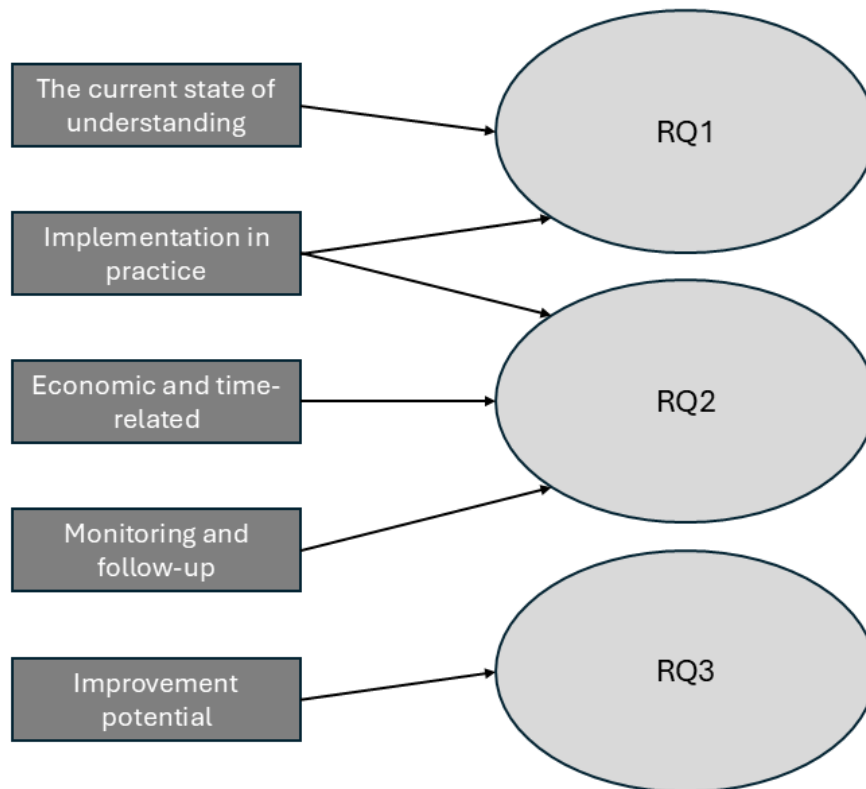 The current state of
understanding
RQ1
Implementation in
practice
Economic and time-
related
RQ2
Monitoring and
follow-up
Improvement
potential
RQ3